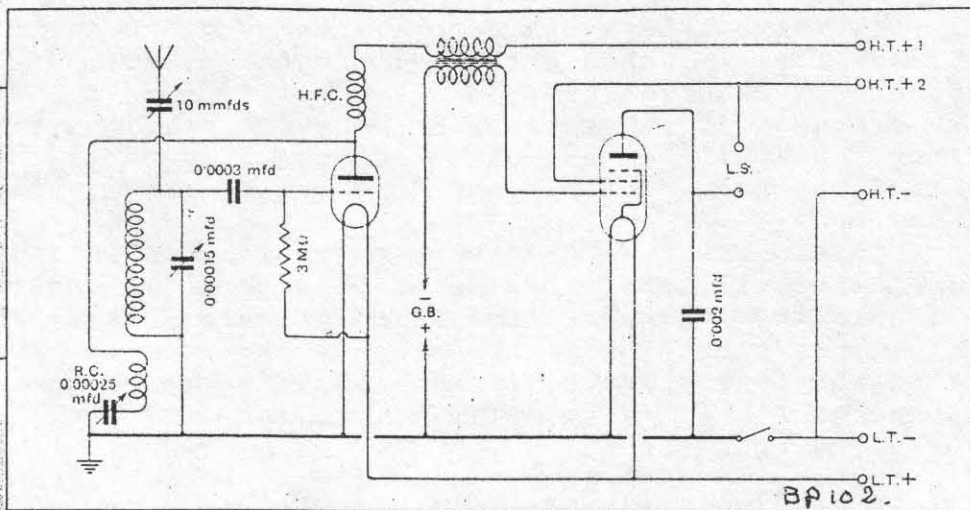 H.T.+ 1
H.F.C.
H.T.+ 2
10 mmfds
0·0003 mfd
L.S.
H.T.-
0·00015 mfd
3 MΩ
−
G.B.
+
0·002 mfd
R.C.
0·00025
mfd
L.T.-
L.T.+
Bp102.